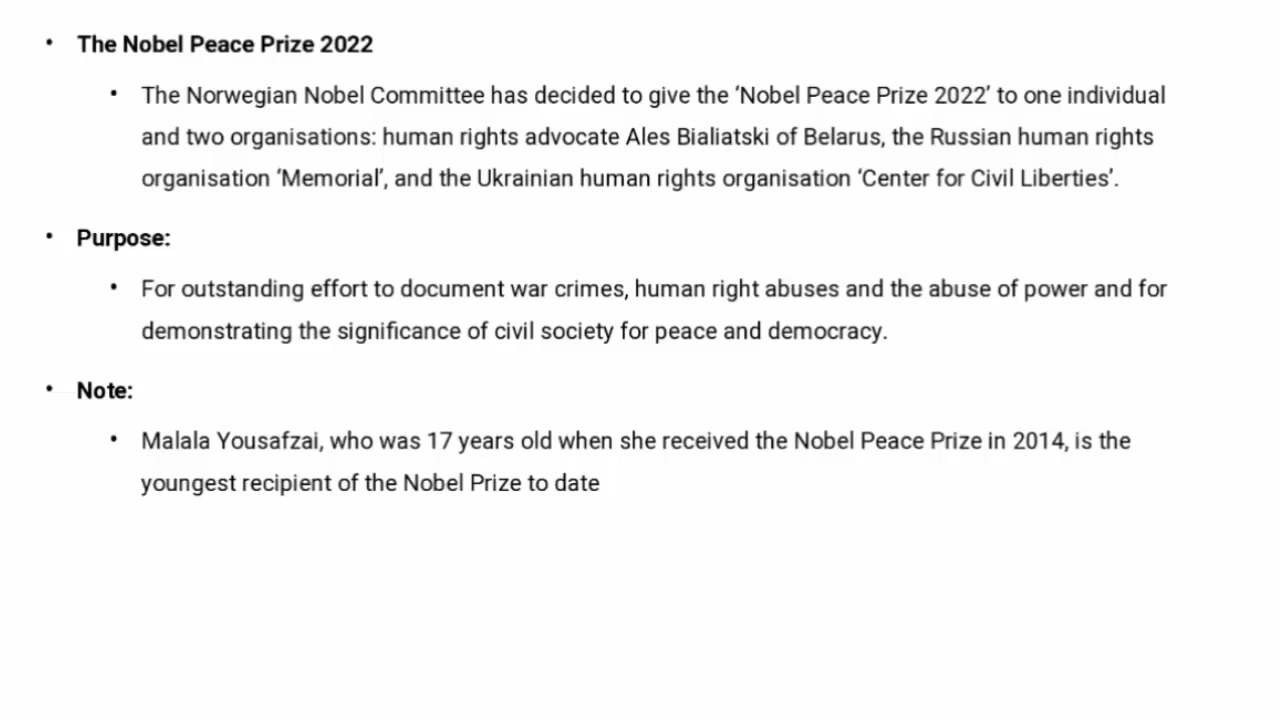 • The Nobel Peace Prize 2022
• The Norwegian Nobel Committee has decided to give the ‘Nobel Peace Prize 2022’ to one individual
and two organisations: human rights advocate Ales Bialiatski of Belarus, the Russian human rights
organisation ‘Memorial’, and the Ukrainian human rights organisation ‘Center for Civil Liberties’.
• Purpose:
• For outstanding effort to document war crimes, human right abuses and the abuse of power and for
demonstrating the significance of civil society for peace and democracy.
• Note:
• Malala Yousafzai, who was 17 years old when she received the Nobel Peace Prize in 2014, is the
youngest recipient of the Nobel Prize to date